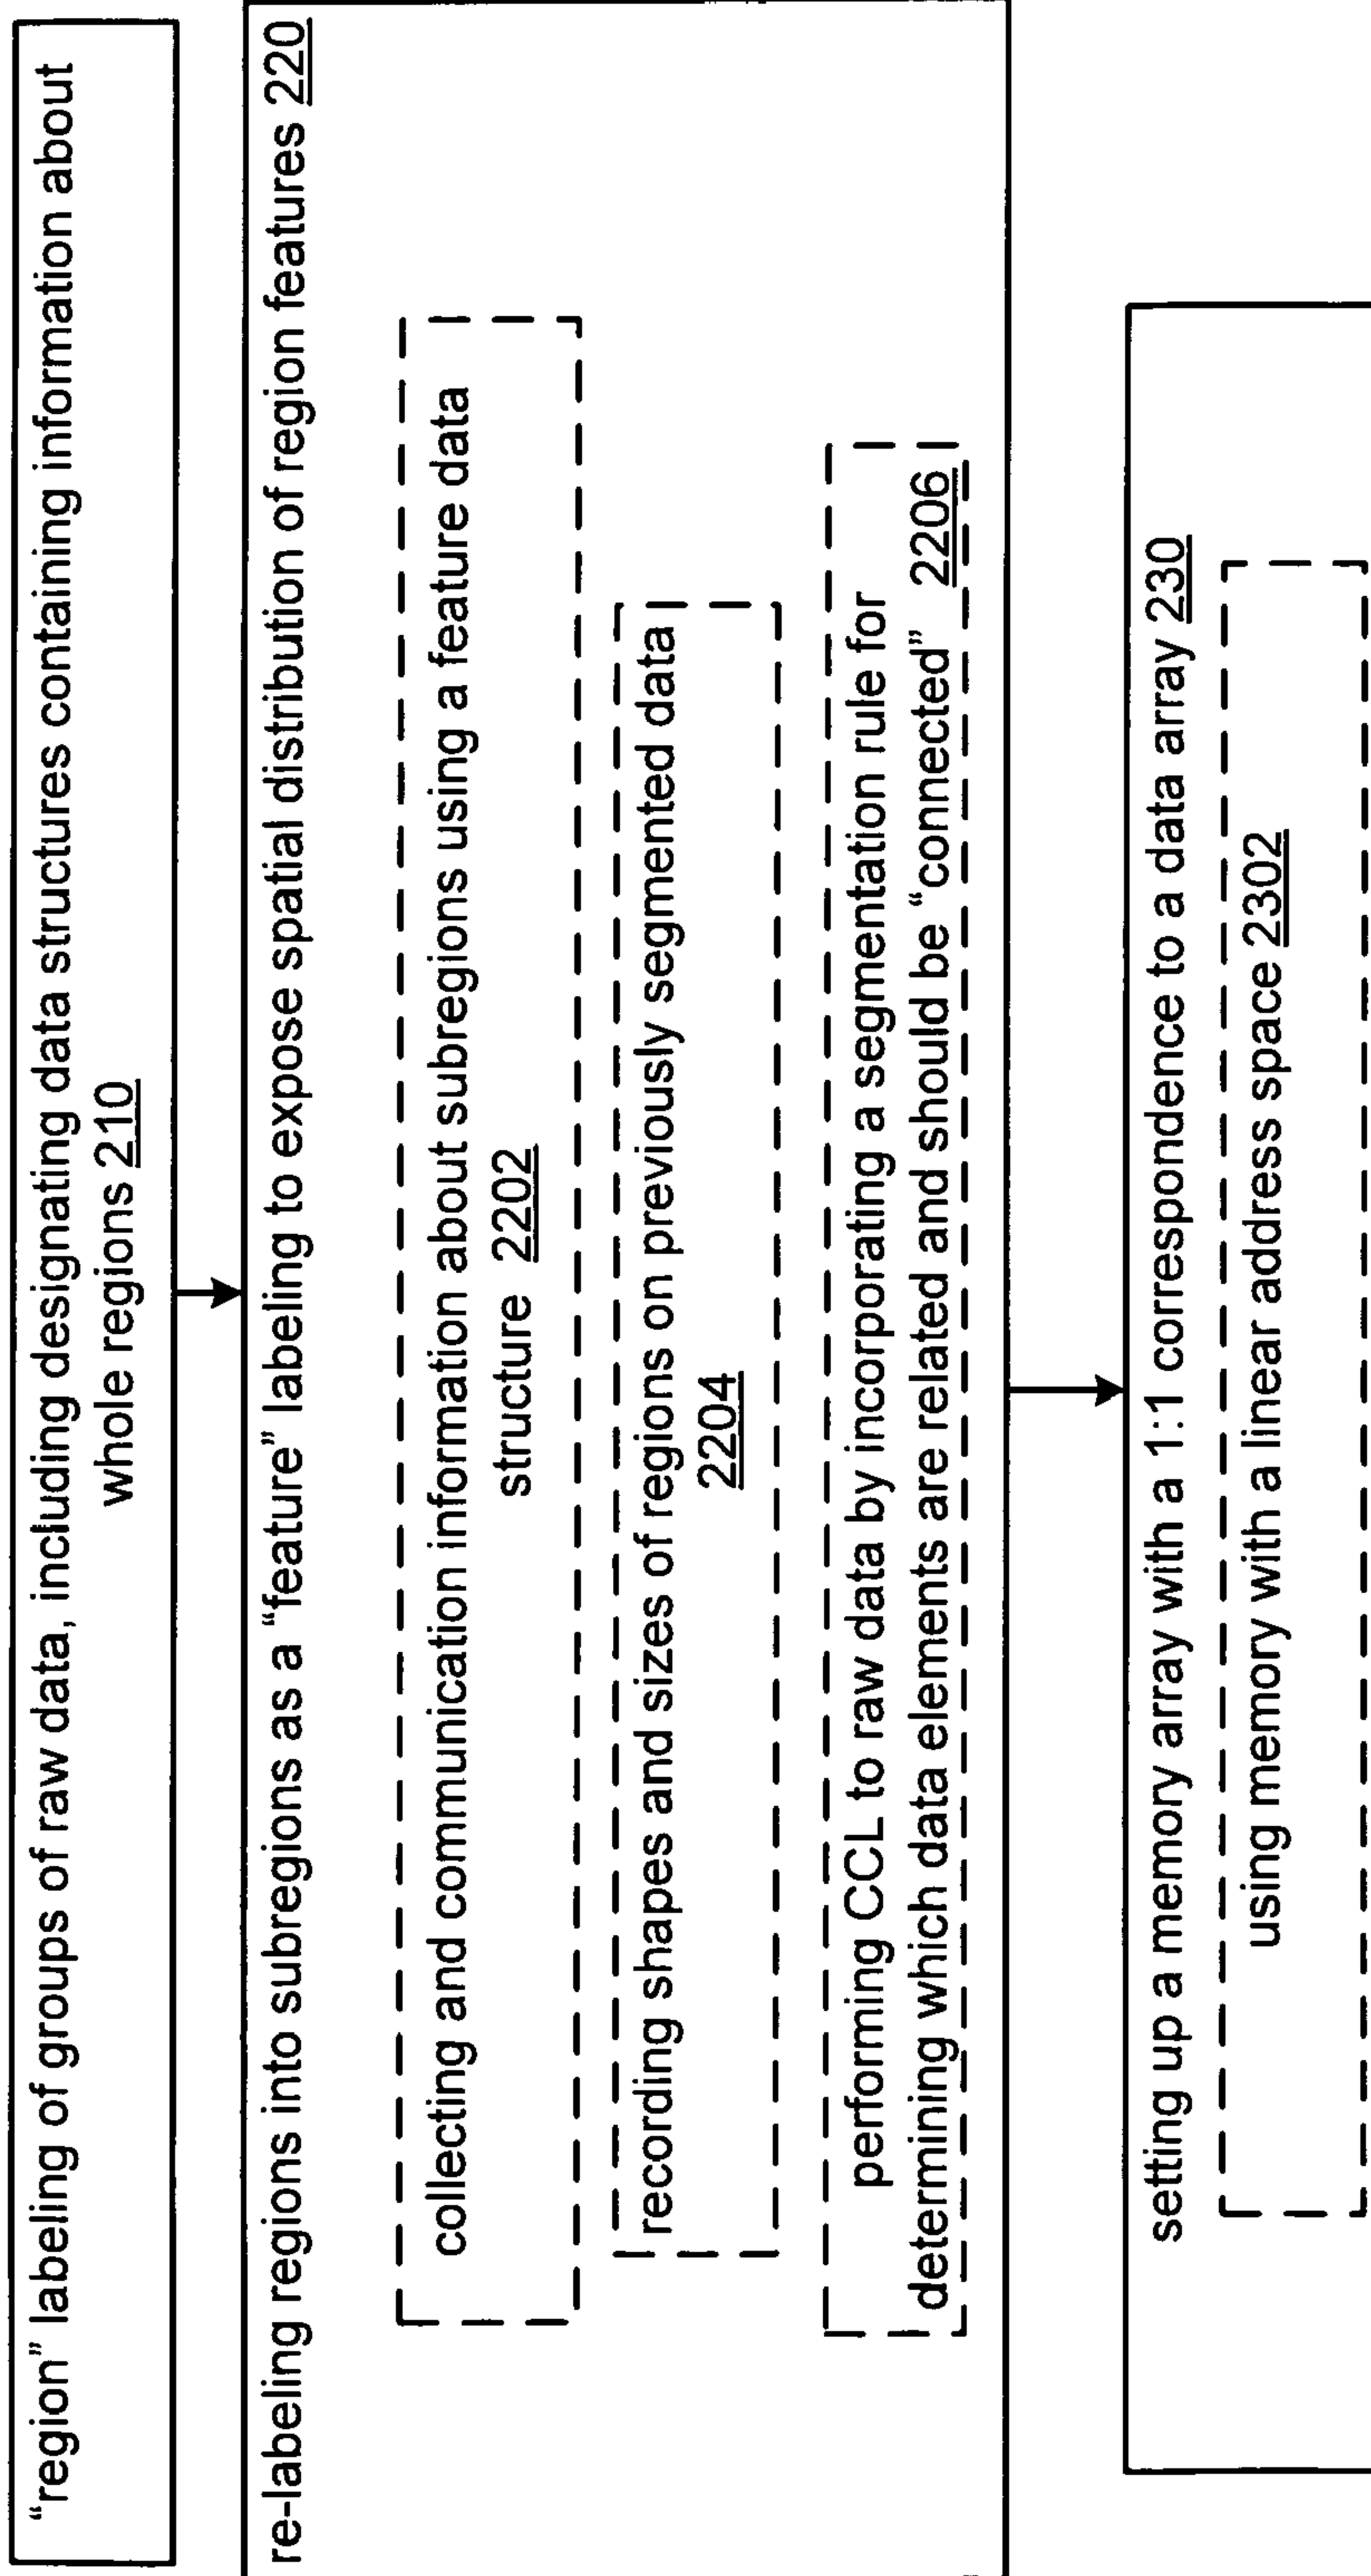 “region” labeling of groups of raw data, including designating data structures containing information about
whole regions 210
re-labeling regions into subregions as a “feature” labeling to expose spatial distribution of region features 220
collecting and communication information about subregions using a feature data
structure 2202
recording shapes and sizes of regions on previously segmented data
2204
performing CCL to raw data by incorporating a segmentation rule for
determining which data elements are related and should be “connected” 2206
setting up a memory array with a 1:1 correspondence to a data array 230
using memory with a linear address space 2302